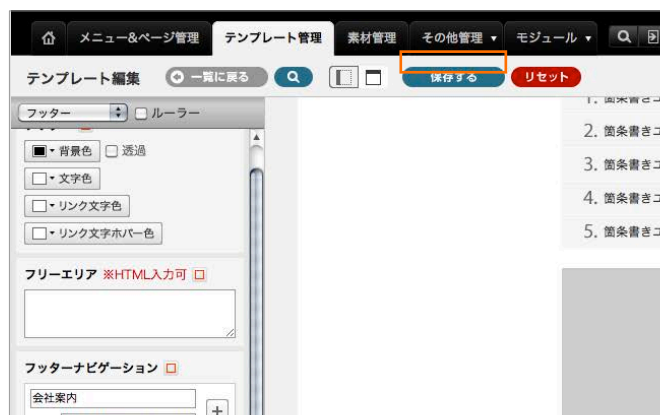 メニュー&ページ管理 テンプレート管理 素材管理 その他管理 ▼ モジュール ▼
テンプレート編集 一覧に戻る 保存する リセット
フッター ルーラー
背景色 透過
文字色
リンク文字色
リンク文字ホバー色
フリーエリア ※HTML入力可
フッターナビゲーション
会社案内
2. 箇条書きエ
3. 箇条書きエ
4. 箇条書きエ
5. 箇条書きエ